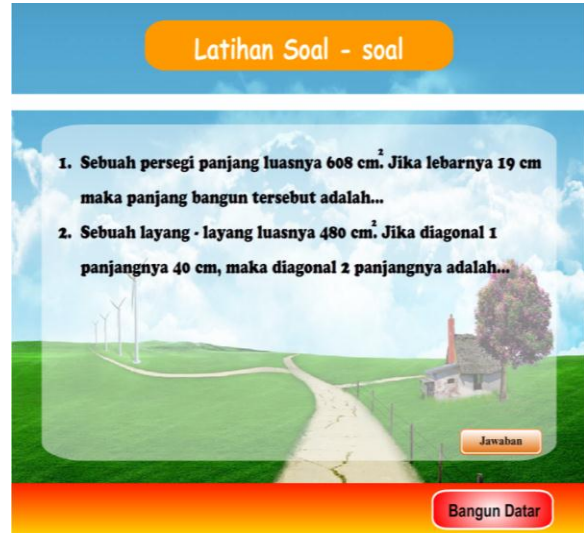 Latihan Soal - soal
1. Sebuah persegi panjang luasnya 608 cm². Jika lebarnya 19 cm
maka panjang bangun tersebut adalah...
2. Sebuah layang - layang luasnya 480 cm². Jika diagonal 1
panjangnya 40 cm, maka diagonal 2 panjangnya adalah...
Jawaban
Bangun Datar